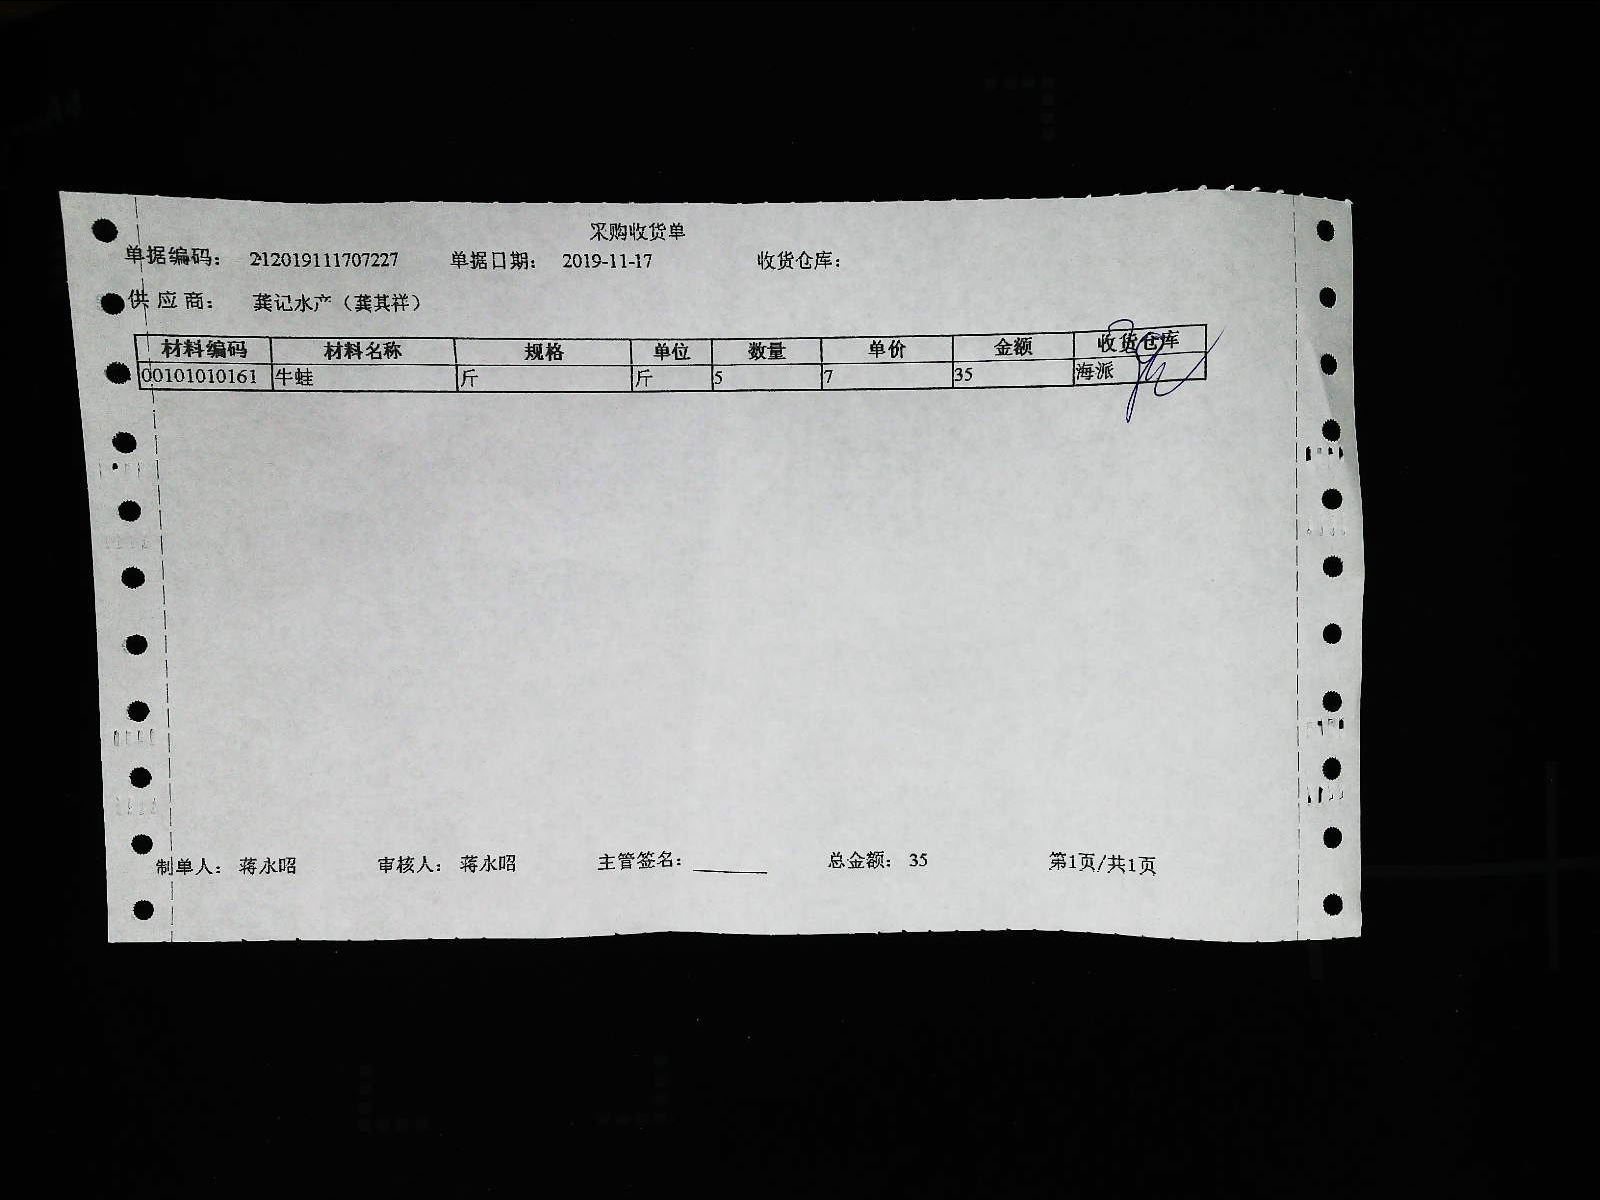 采购收货单
单据编码： 212019111707227 单据日期： 2019-11-17 收货仓库：
供 应 商： 龚记水产（龚其祥）
材料编码 材料名称 规格 单位 数量 单价 金额 收货仓库
00101010161 牛蛙 斤 斤 5 7 35 海派
制单人： 蒋永昭 审核人： 蒋永昭 主管签名： 总金额： 35 第1页/共1页